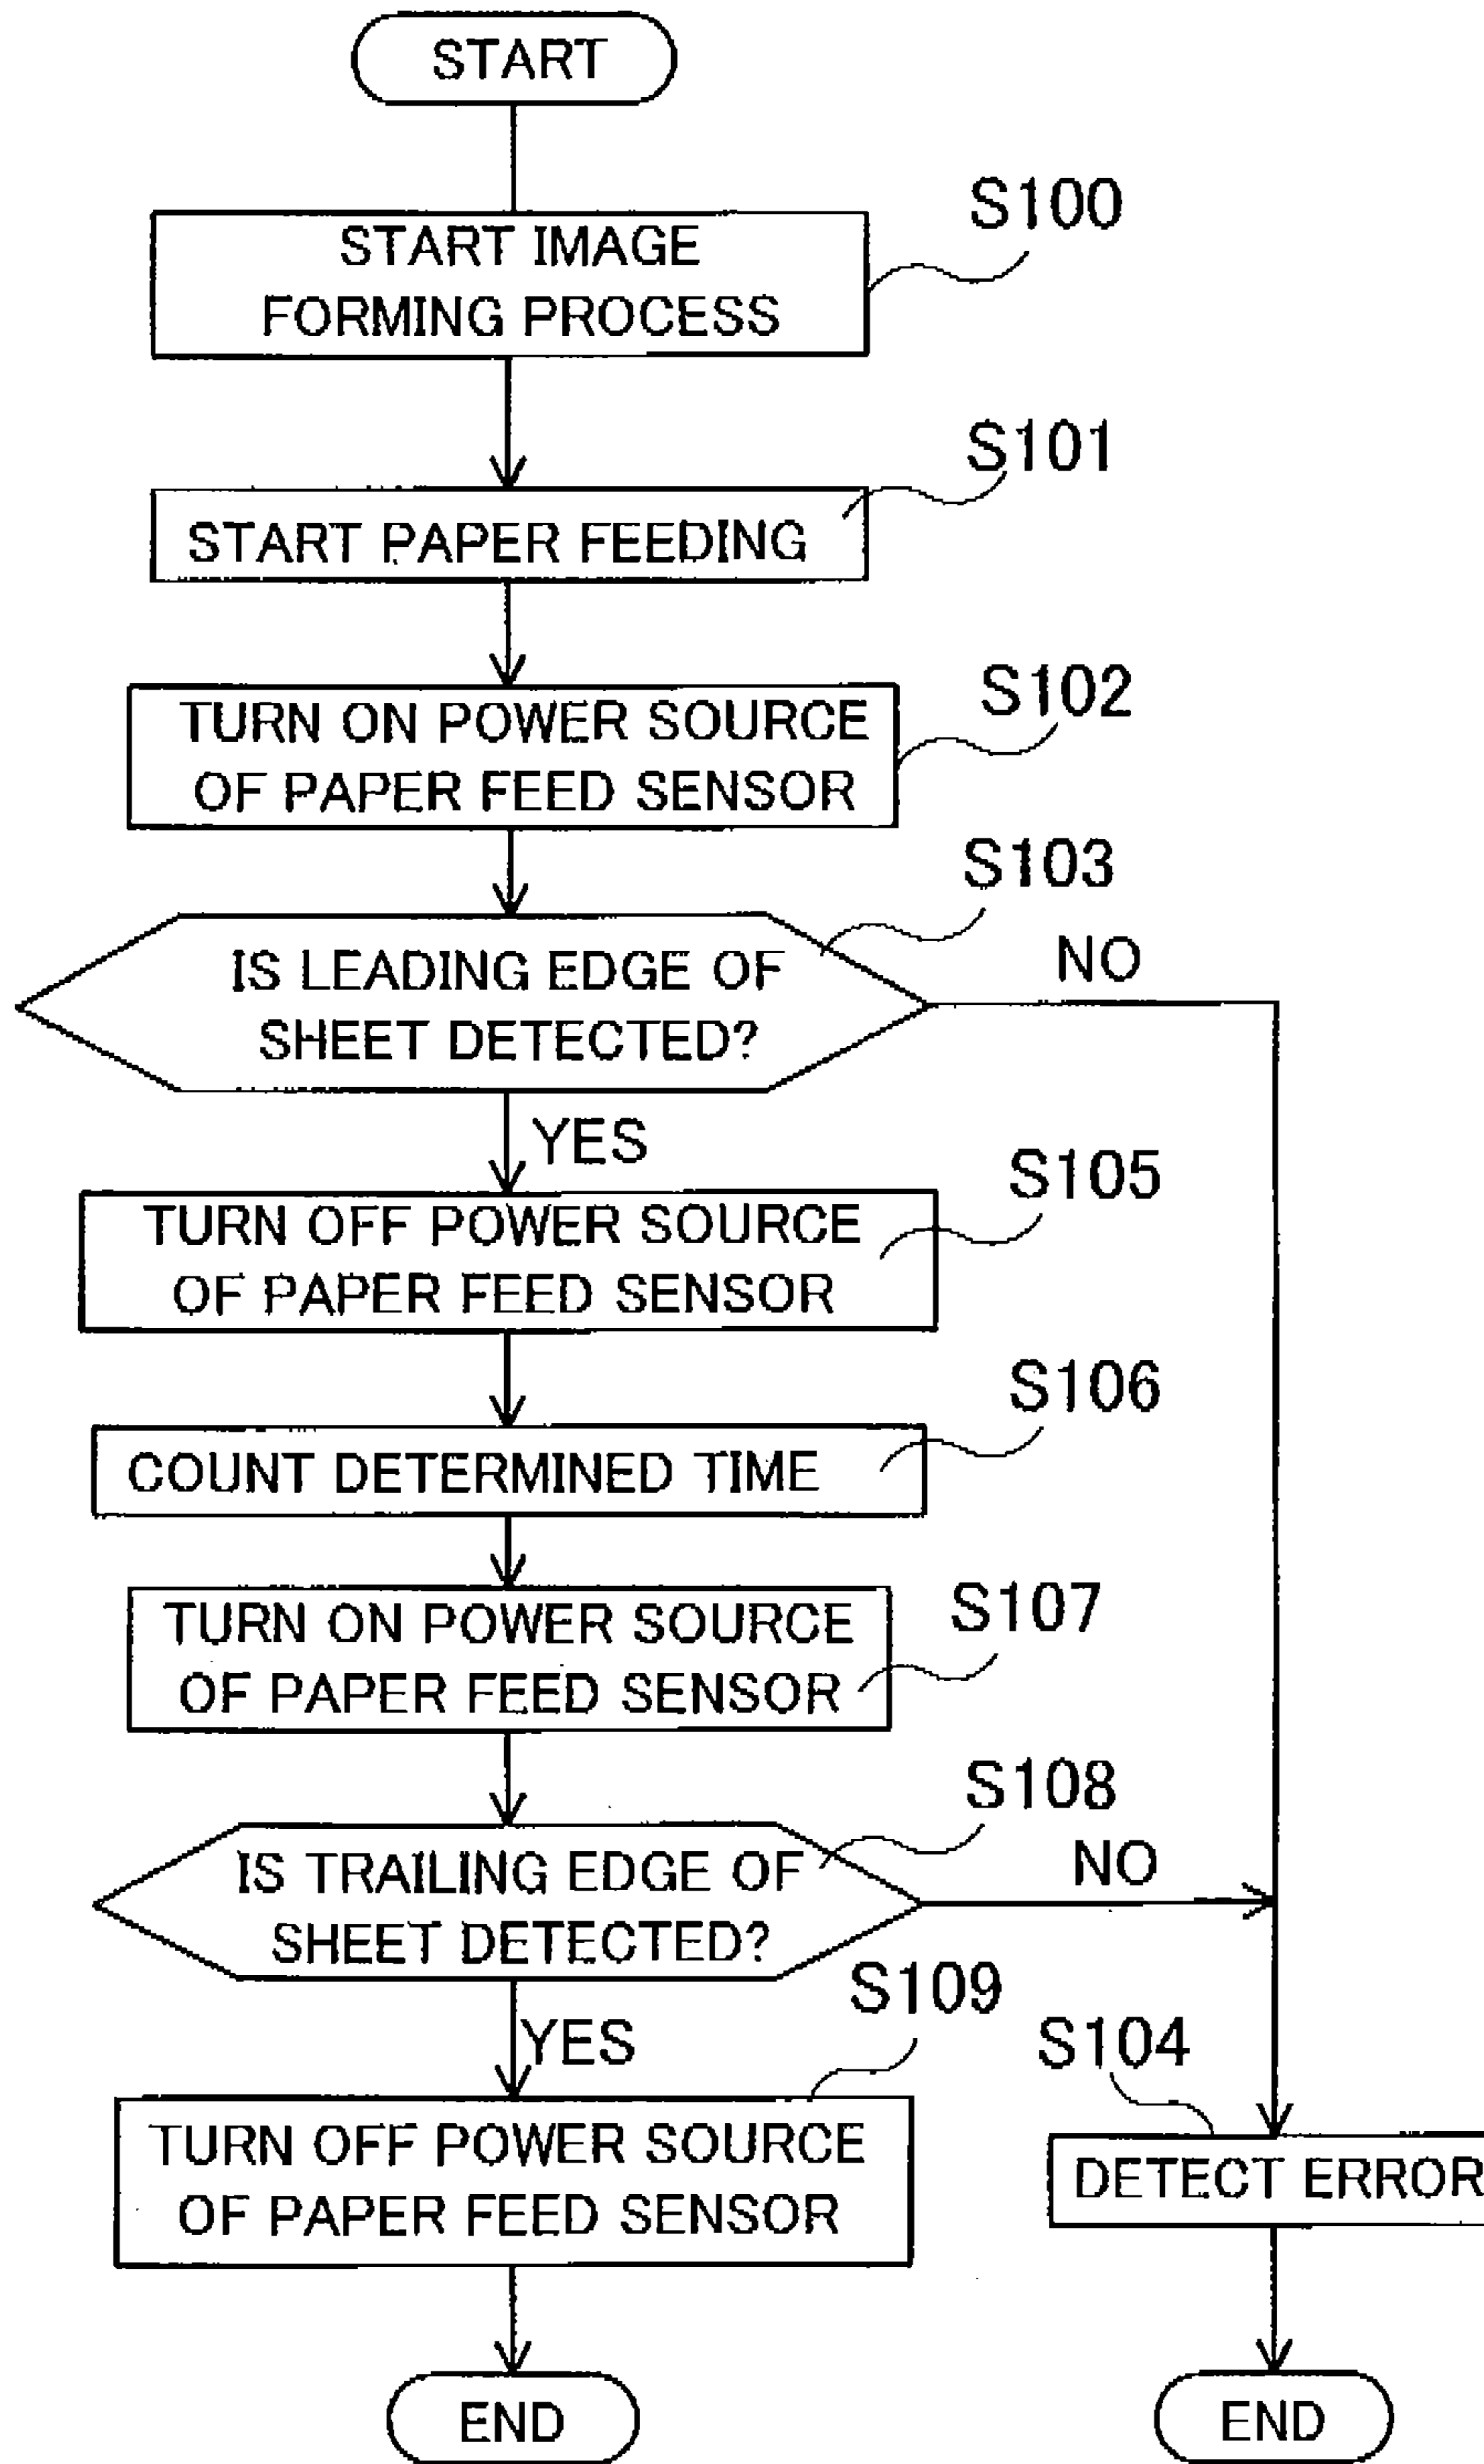 START
S100
START IMAGE
FORMING PROCESS
S101
START PAPER FEEDING
S102
TURN ON POWER SOURCE
OF PAPER FEED SENSOR
S103
IS LEADING EDGE OF
SHEET DETECTED?
NO
YES
S105
TURN OFF POWER SOURCE
OF PAPER FEED SENSOR
S106
COUNT DETERMINED TIME
S107
TURN ON POWER SOURCE
OF PAPER FEED SENSOR
S108
IS TRAILING EDGE OF
SHEET DETECTED?
NO
YES
S109
TURN OFF POWER SOURCE
OF PAPER FEED SENSOR
S104
DETECT ERROR
END
END